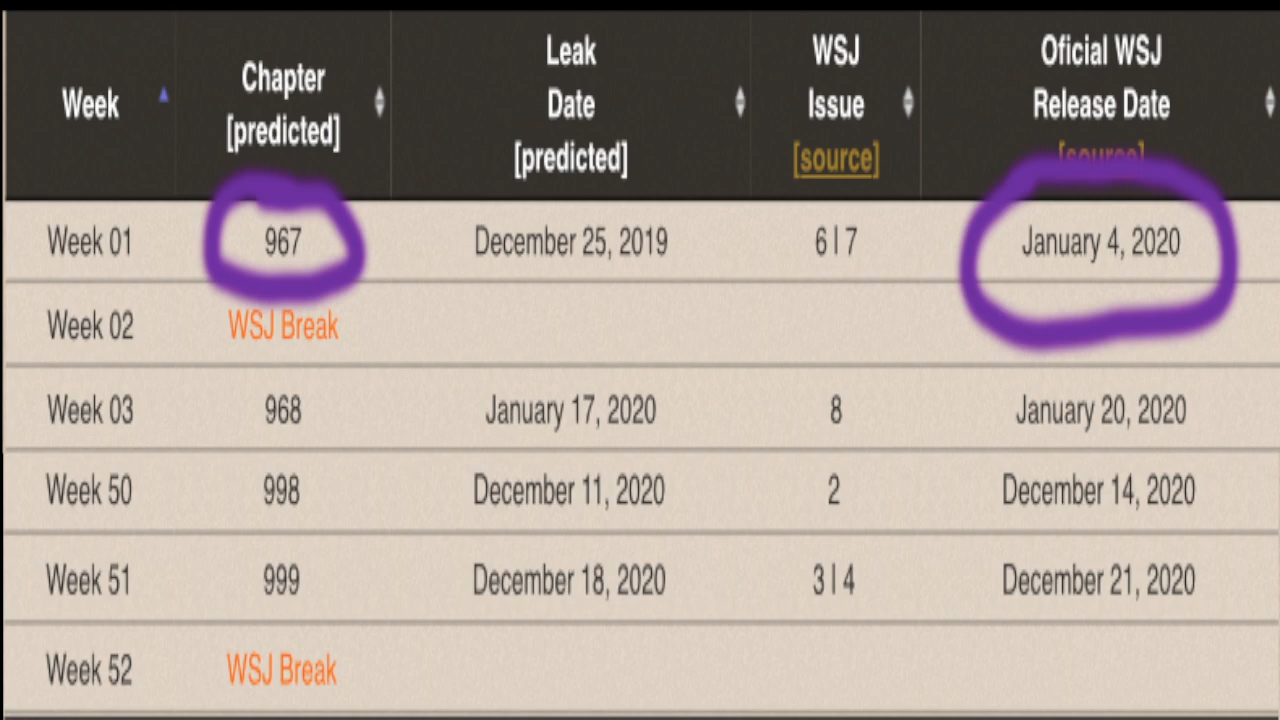 Week
Chapter
[predicted]
Leak
Date
[predicted]
WSJ
Issue
[source]
Oficial WSJ
Release Date
[source]
Week 01 967 December 25, 2019 6 | 7 January 4, 2020
Week 02 WSJ Break
Week 03 968 January 17, 2020 8 January 20, 2020
Week 50 998 December 11, 2020 2 December 14, 2020
Week 51 999 December 18, 2020 3 | 4 December 21, 2020
Week 52 WSJ Break